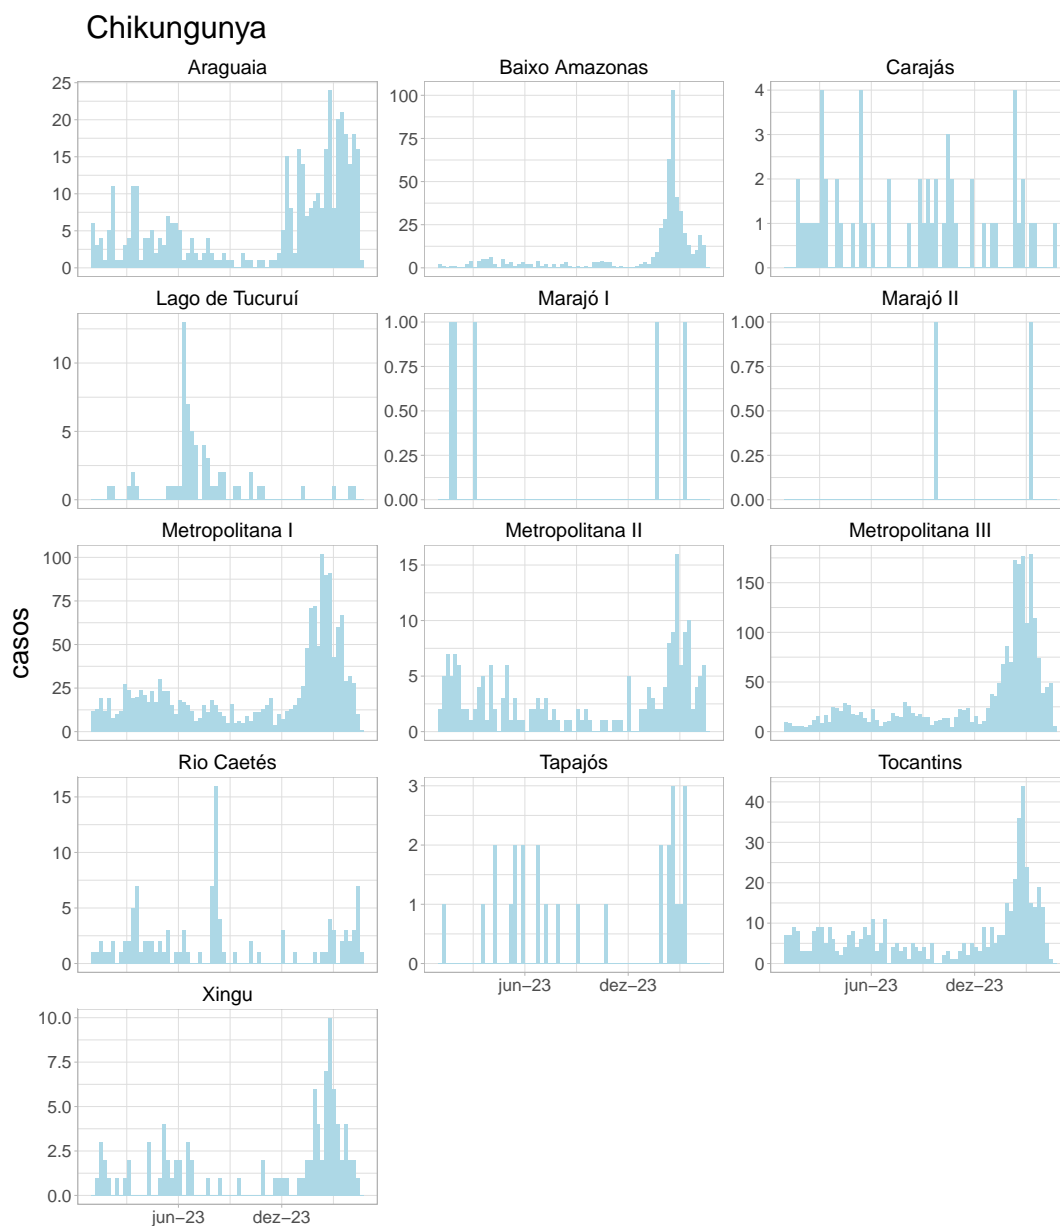 Chikungunya
Araguaia
Baixo Amazonas
Carajás
25
20
15
10
5
0
100
75
50
25
0
4
3
2
1
0
Lago de Tucuruí
Marajó I
Marajó II
10
5
0
1.00
0.75
0.50
0.25
0.00
1.00
0.75
0.50
0.25
0.00
Metropolitana I
Metropolitana II
Metropolitana III
100
75
50
25
0
15
10
5
0
150
100
50
0
casos
Rio Caetés
Tapajós
Tocantins
15
10
5
0
3
2
1
0
40
30
20
10
0
jun−23
dez−23
jun−23
dez−23
Xingu
10.0
7.5
5.0
2.5
0.0
jun−23
dez−23